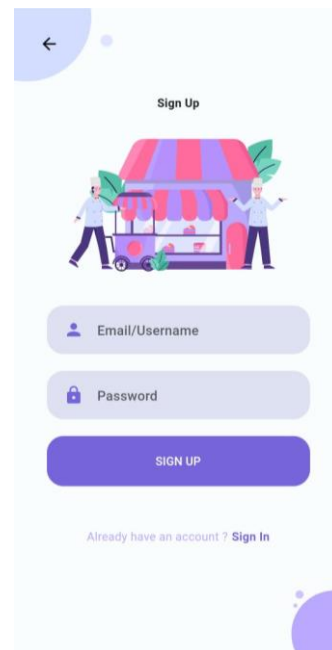 Sign Up
Email/Username
Password
SIGN UP
Already have an account ? Sign In